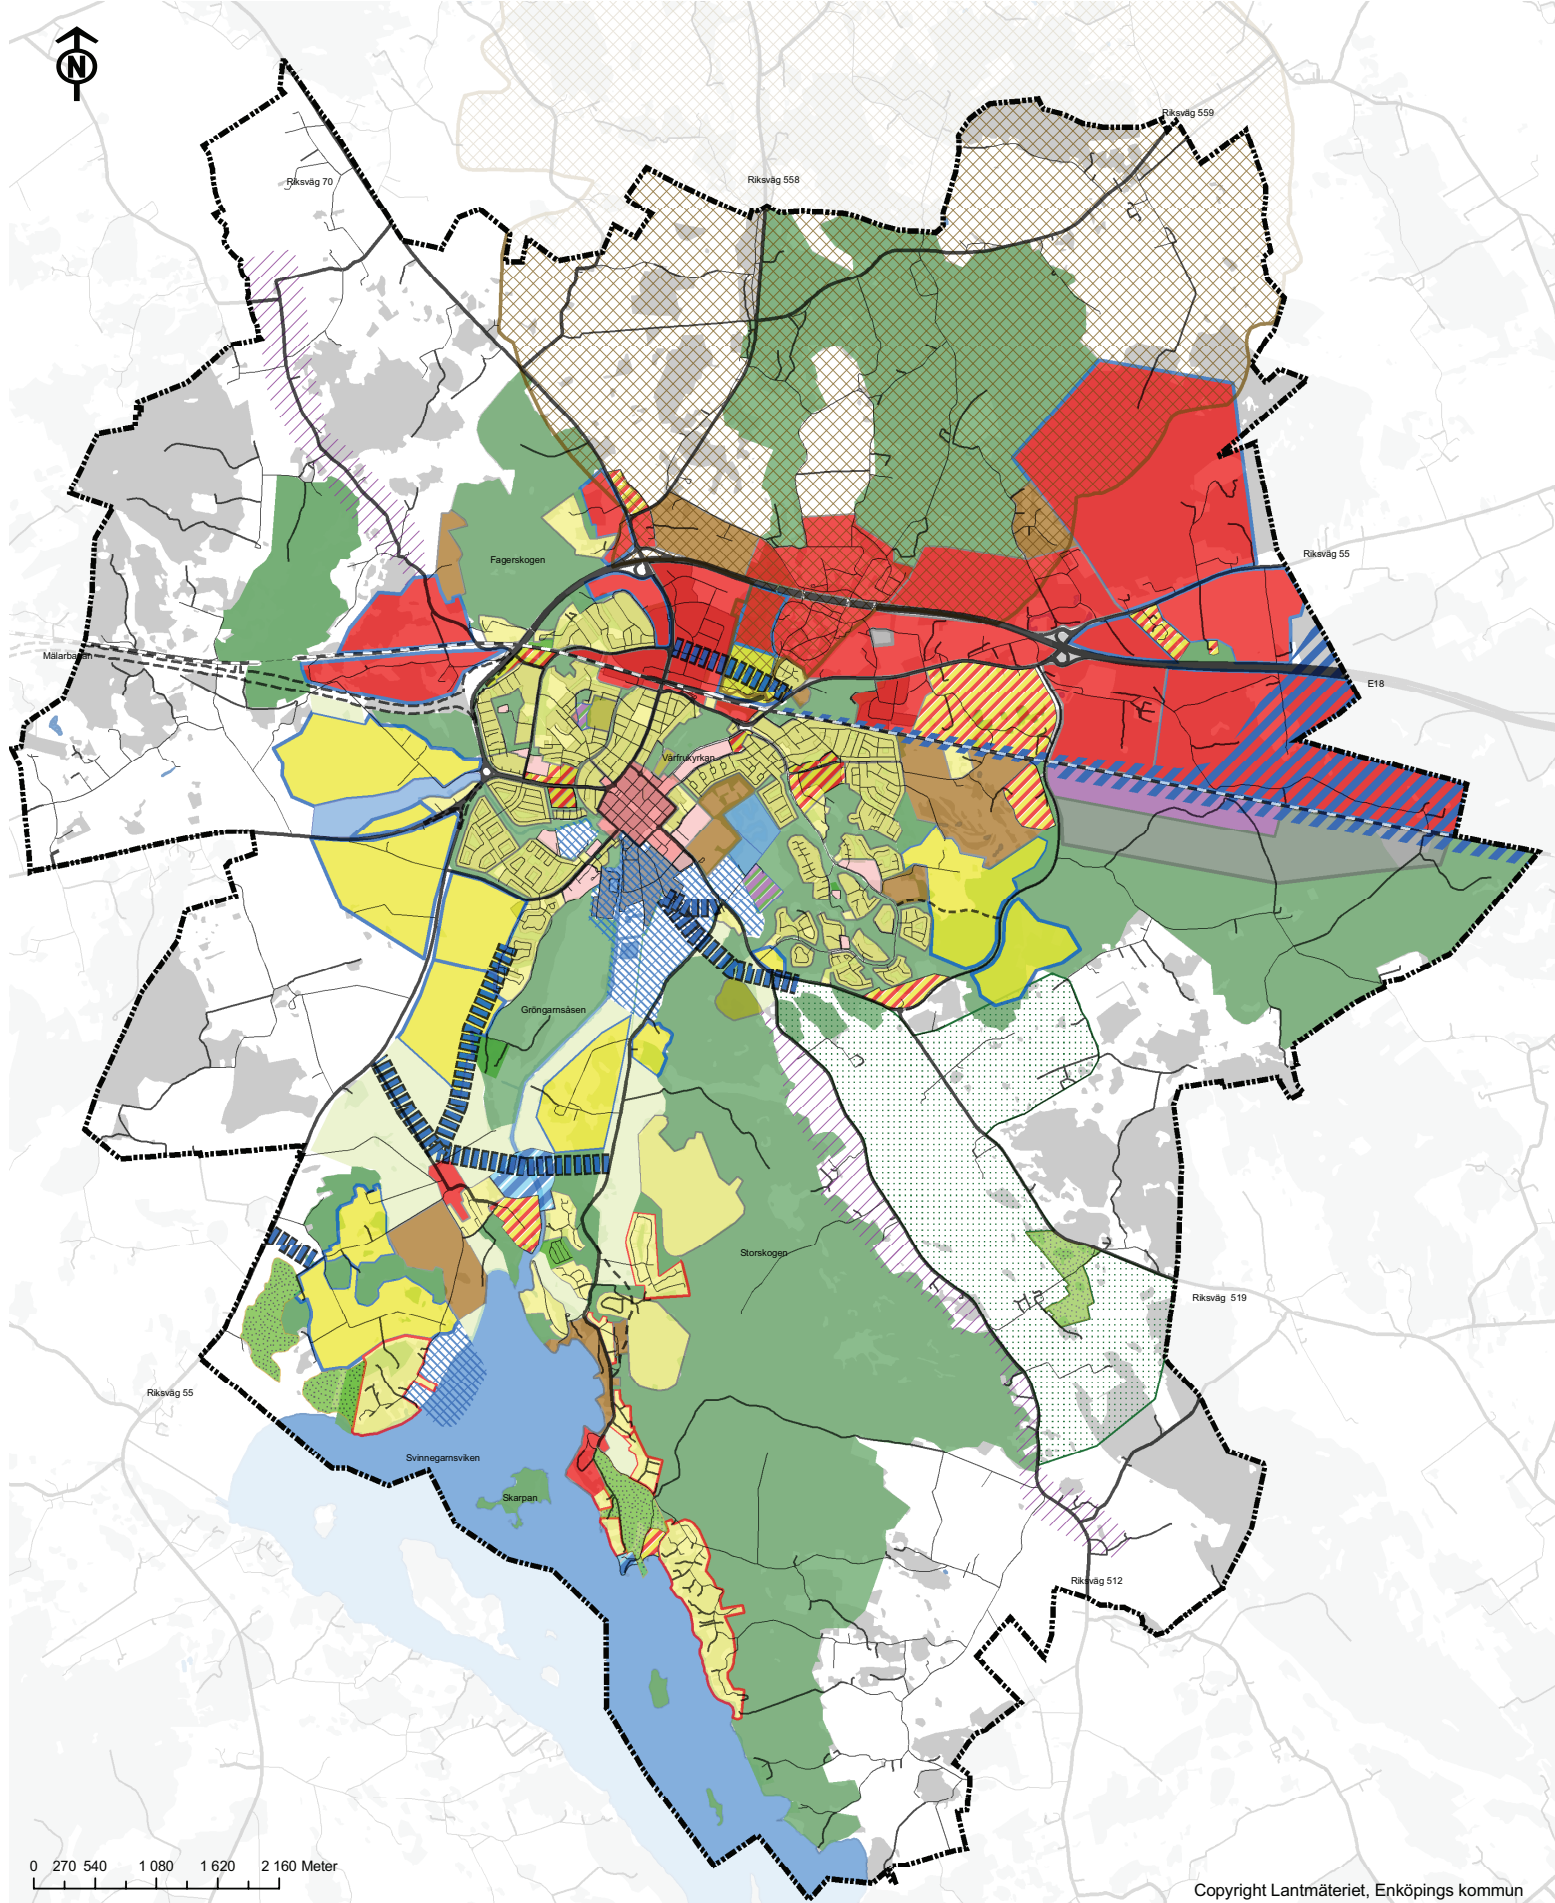 N
Riksväg 559
Riksväg 558
Riksväg 70
Riksväg 55
Fagerskogen
Mälarbanan
E18
Värfrukyrkan
Gröngarnsåsen
Storskogen
Riksväg 519
Riksväg 55
Svinnegarnsviken
Skarpan
Riksväg 512
0 270 540 1 080 1 620 2 160 Meter
Copyright Lantmäteriet, Enköpings kommun